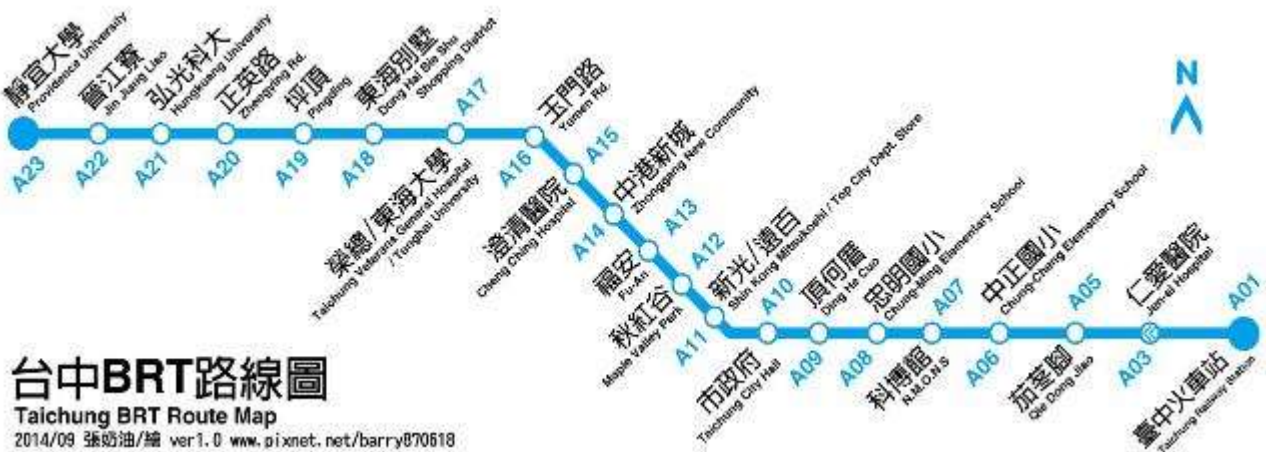 靜宜大學
Providence University
A23
晉江寮
Jin Jiang Liao
A22
弘光科大
Hungkuang University
A21
正英路
Zhengying Rd.
A20
坪頂
Pingding
A19
東海別墅
Dong Hai Bie Shu
Shopping District
A18
A17
榮總/東海大學
Taichung Veterans General Hospital
/ Tunghai University
玉門路
Yumen Rd.
A16
A15
澄清醫院
Cheng Ching Hospital
中港新城
Zhonggang New Community
A14
A13
福安
Fu-An
A12
秋紅谷
Maple Valley Park
新光/遠百
Shin Kong Mitsukoshi / Top City Dept. Store
A11
A10
市政府
Taichung City Hall
頂何厝
Ding He Cuo
A09
忠明國小
Chung-Ming Elementary School
A08
A07
科博館
N.M.O.N.S
中正國小
Chung-Cheng Elementary School
A06
A05
茄苳腳
Qie Dong Jiao
仁愛醫院
Jen-ai Hospital
A03
A01
臺中火車站
Taichung Railway Station
N
台中BRT路線圖
Taichung BRT Route Map
2014/09 張奶油/繪 ver1.0 www.pixnet.net/barry870618